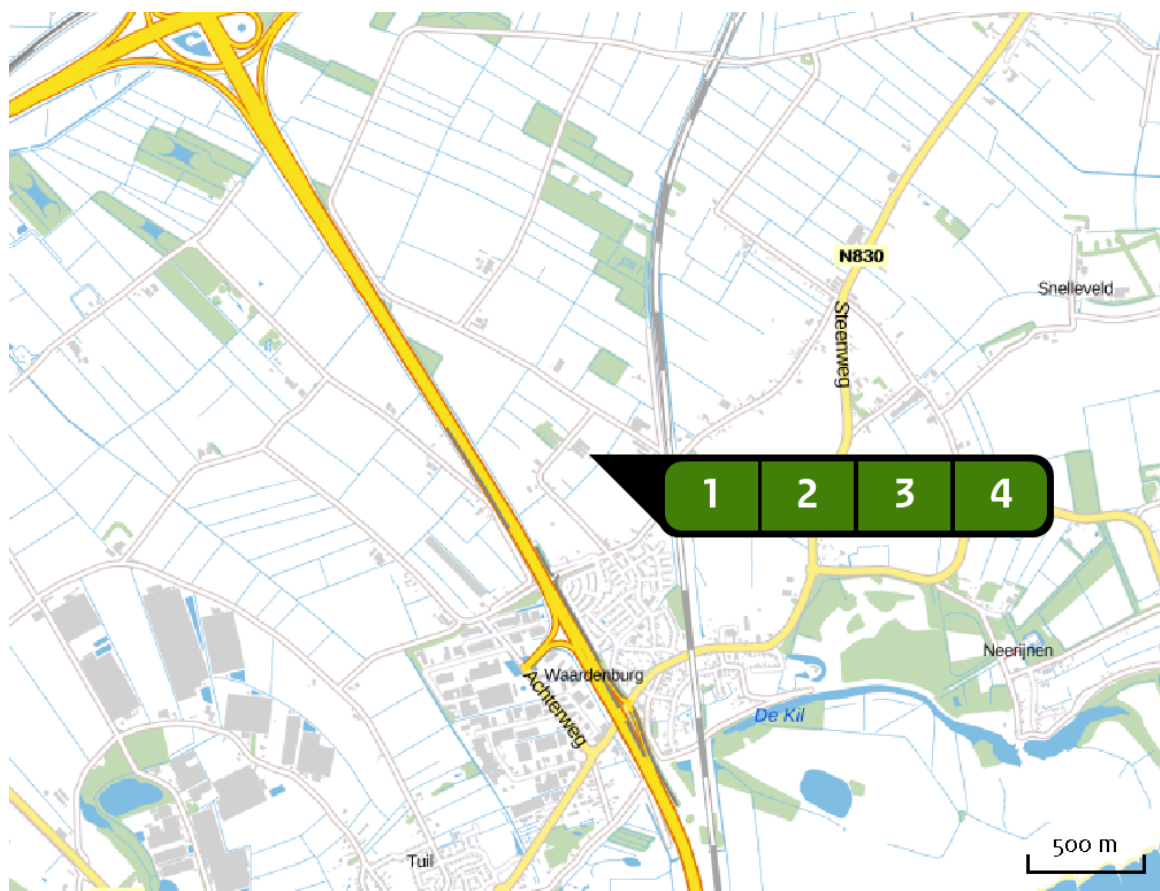 N830
Snelleveld
Steenweg
1 2 3 4
Neerijnen
Waardenburg
Achterweg
De Kil
500 m
Tuil